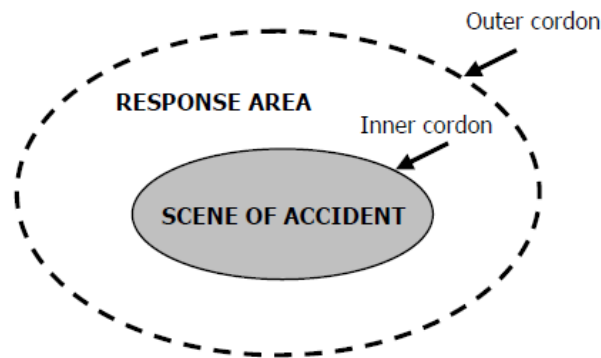 Outer cordon
RESPONSE AREA
Inner cordon
SCENE OF ACCIDENT